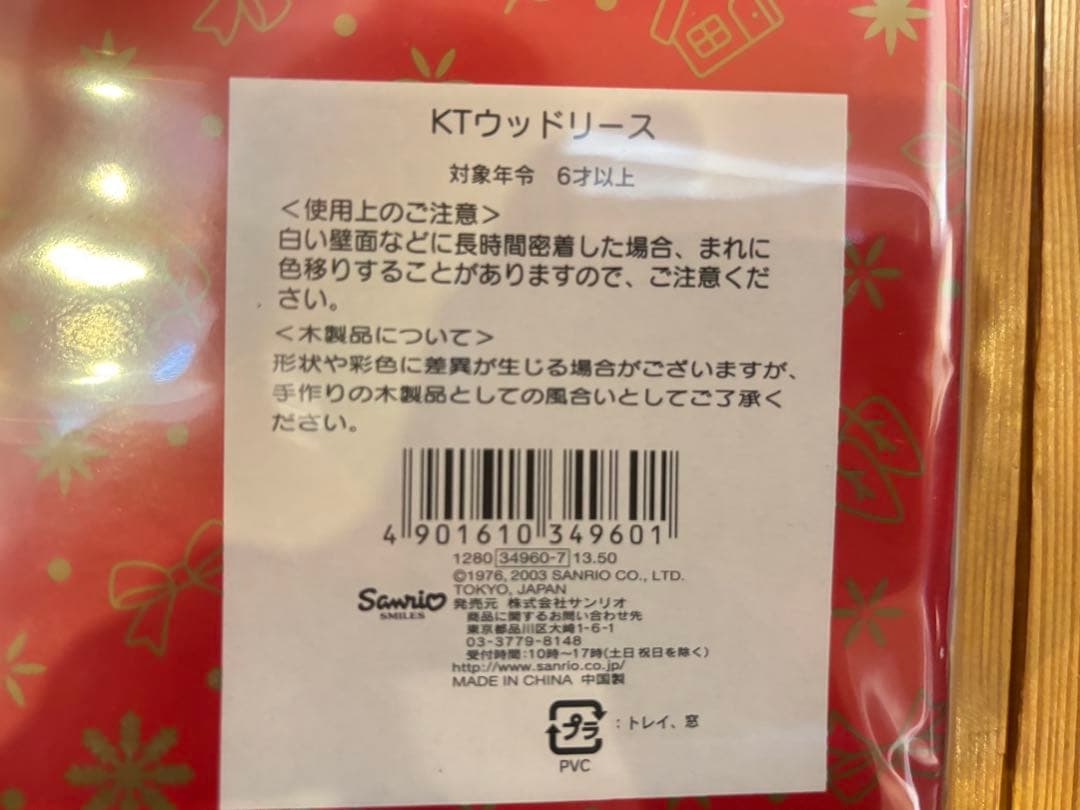 KTウッドリース
対象年令　6才以上
＜使用上のご注意＞
白い壁面などに長時間密着した場合、まれに
色移りすることがありますので、ご注意くだ
さい。
＜木製品について＞
形状や彩色に差異が生じる場合がございますが、
手作りの木製品としての風合いとしてご了承く
ださい。
4 901610 349601
1280 34960-7 13.50
©1976, 2003 SANRIO CO., LTD.
TOKYO, JAPAN
Sanrio
SMILES
発売元 株式会社サンリオ
商品に関するお問い合わせ先
東京都品川区大崎1-6-1
03-3779-8148
受付時間：10時～17時(土日祝日を除く)
http://www.sanrio.co.jp/
MADE IN CHINA 中国製
プラ：トレイ、窓
PVC